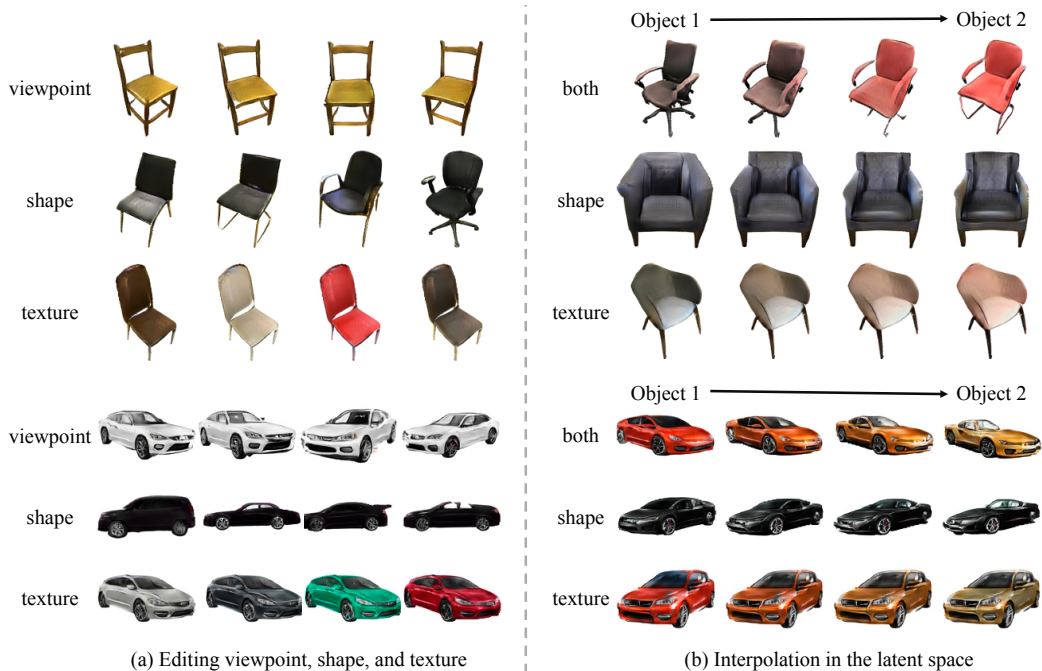 viewpoint
shape
texture
viewpoint
shape
texture
(a) Editing viewpoint, shape, and texture
Object 1
Object 2
both
shape
texture
Object 1
Object 2
both
shape
texture
(b) Interpolation in the latent space